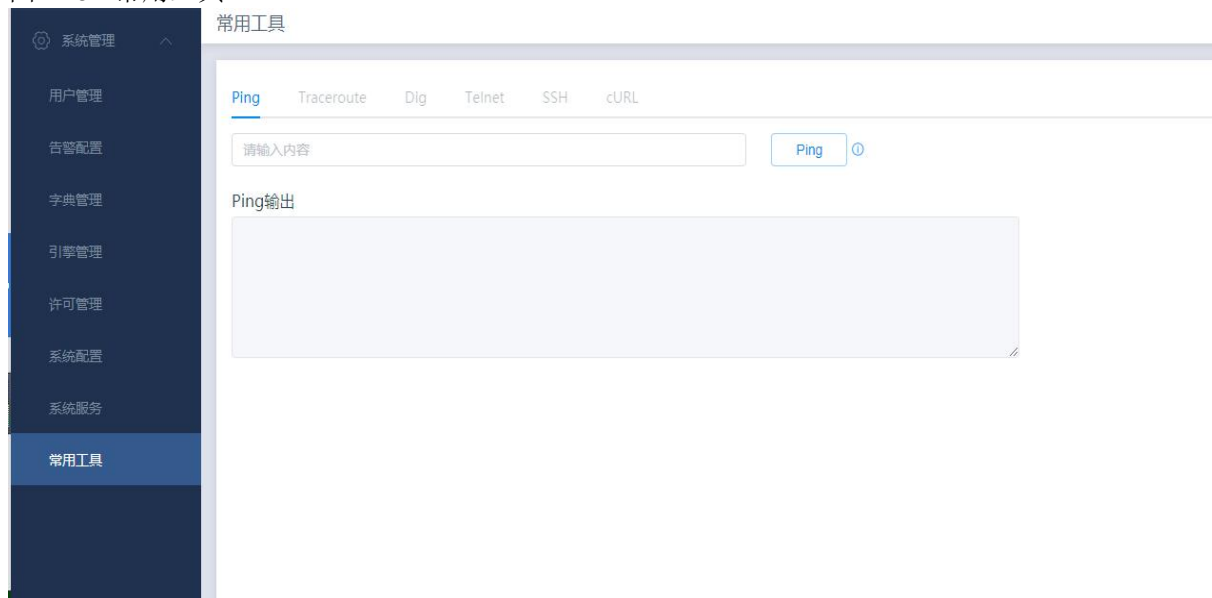 常用工具
系统管理
用户管理
告警配置
字典管理
引擎管理
许可管理
系统配置
系统服务
常用工具
Ping Traceroute Dig Telnet SSH cURL
请输入内容
Ping
Ping输出